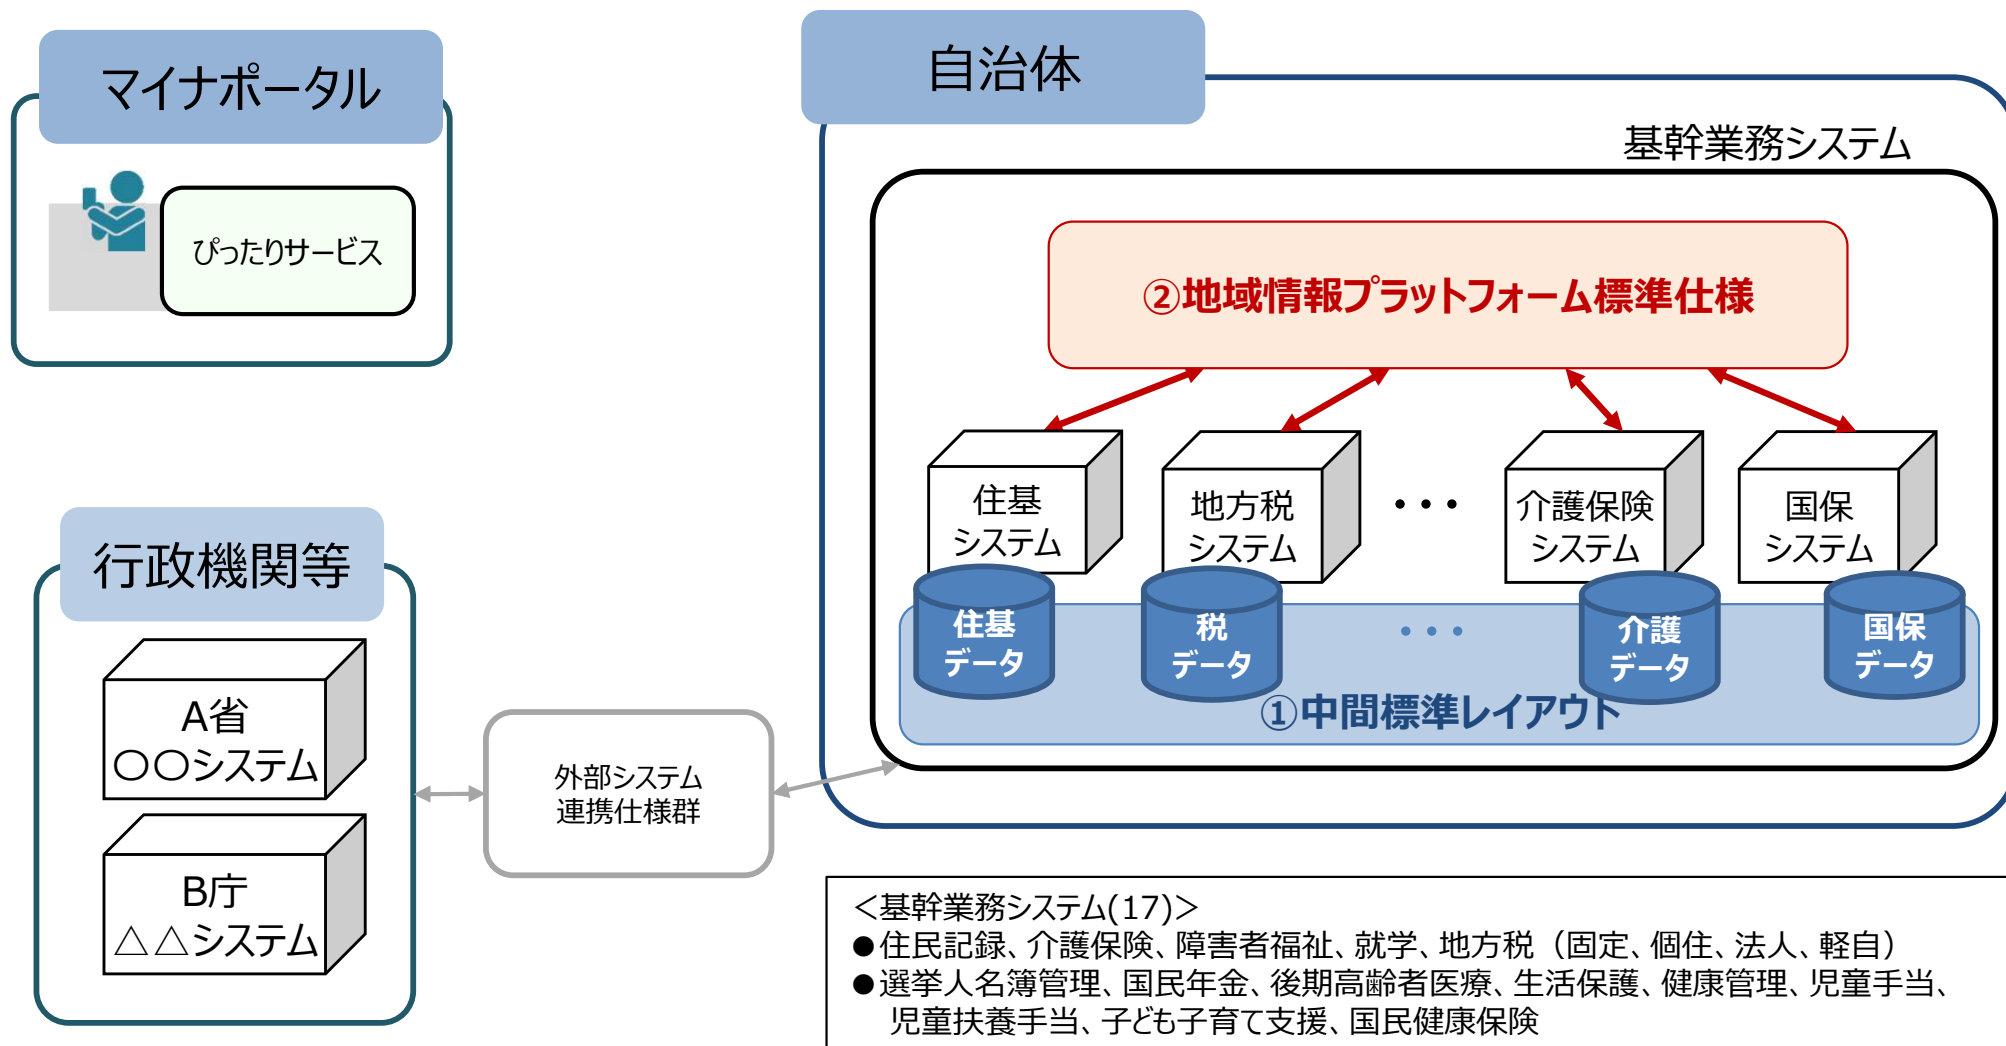 マイナポータル
ぴったりサービス
自治体
基幹業務システム
②地域情報プラットフォーム標準仕様
住基
システム
地方税
システム
・・・
介護保険
システム
国保
システム
住基
データ
税
データ
・・・
介護
データ
国保
データ
①中間標準レイアウト
行政機関等
A省
〇〇システム
B庁
△△システム
外部システム
連携仕様群
＜基幹業務システム(17)＞
●住民記録、介護保険、障害者福祉、就学、地方税（固定、個住、法人、軽自）
●選挙人名簿管理、国民年金、後期高齢者医療、生活保護、健康管理、児童手当、
児童扶養手当、子ども子育て支援、国民健康保険